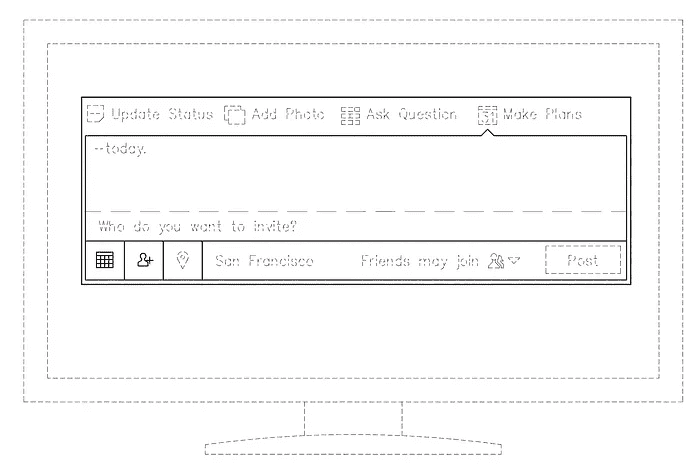 Update Status Add Photo Ask Question 31 Make Plans
--today.
Who do you want to invite?
San Francisco Friends may join Post